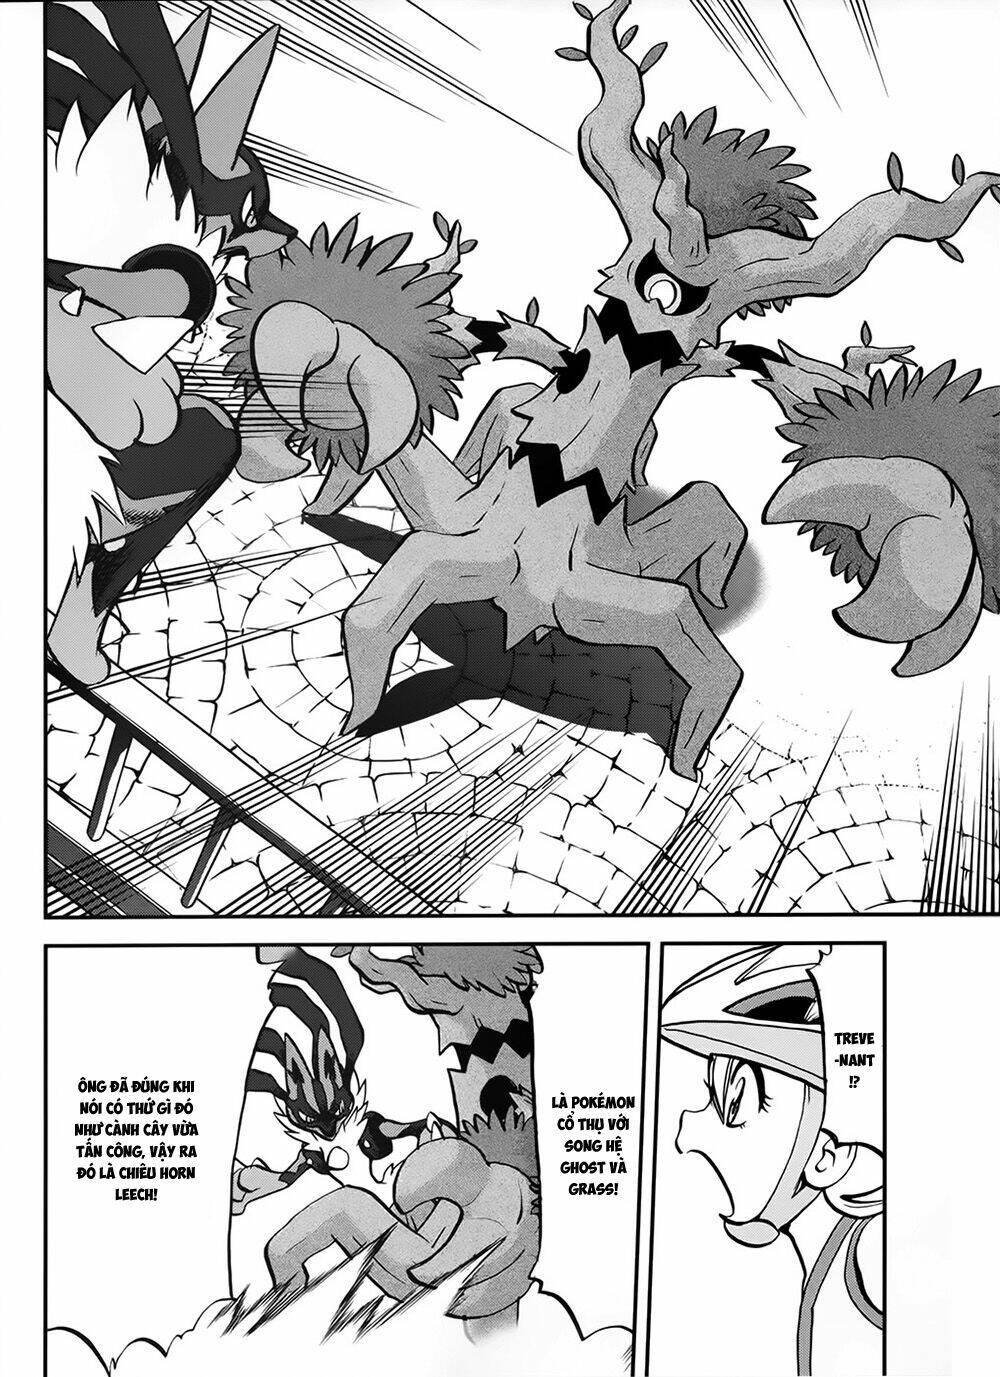 TREVE
-NANT
!?
LÀ POKÉMON
CỔ THỤ VỚI
SONG HỆ
GHOST VÀ
GRASS!
ÔNG ĐÃ ĐÚNG KHI
NÓI CÓ THỨ GÌ ĐÓ
NHƯ CÀNH CÂY VỪA
TẤN CÔNG, VẬY RA
ĐÓ LÀ CHIÊU HORN
LEECH!